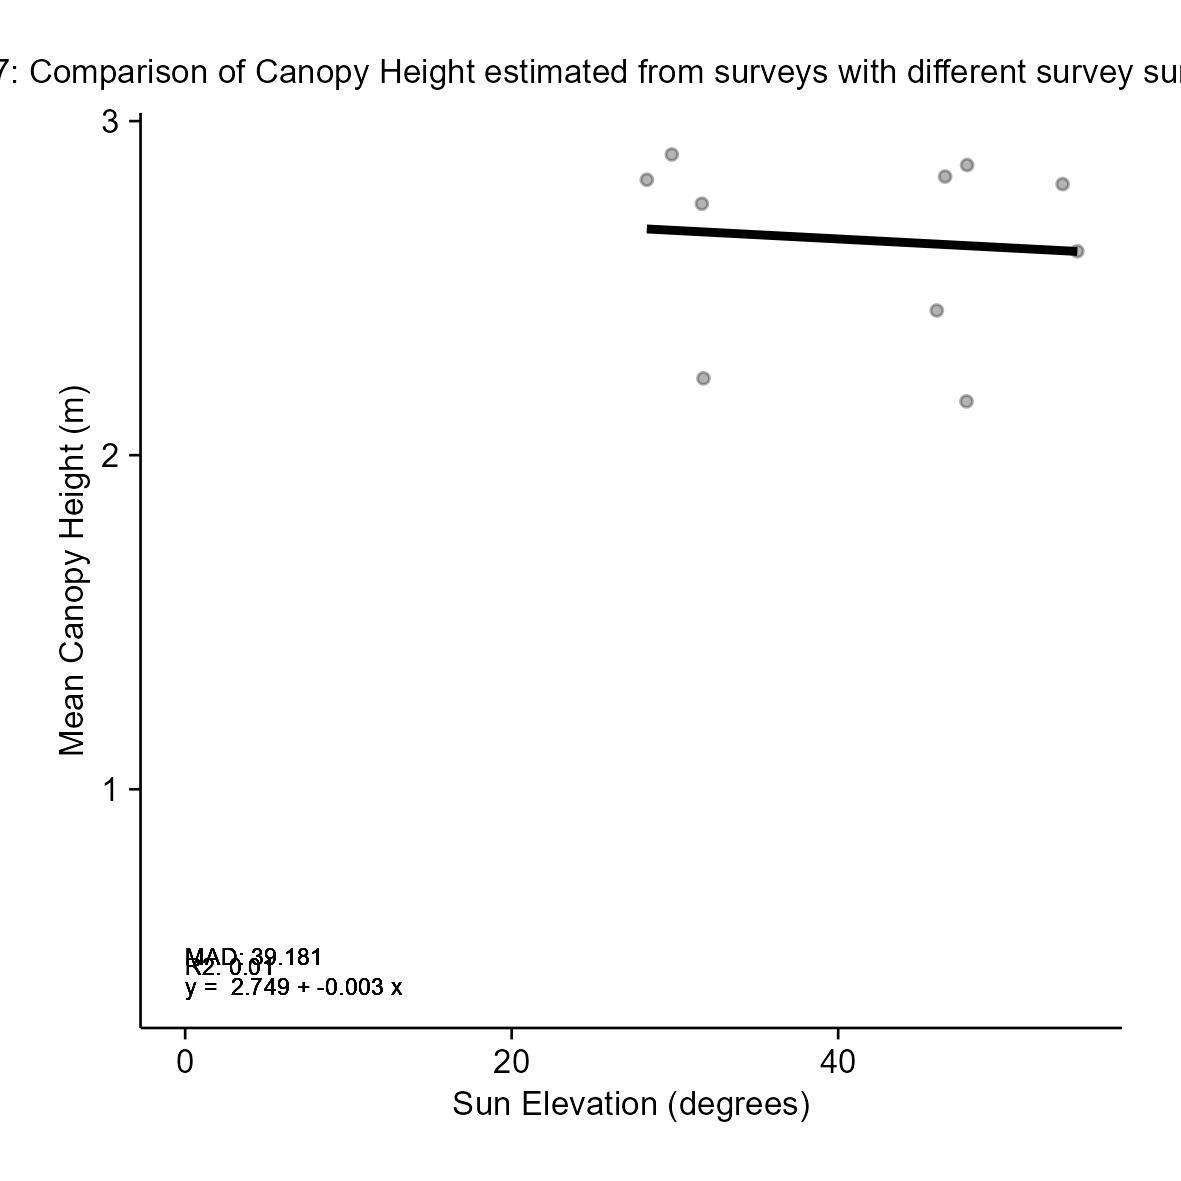 7: Comparison of Canopy Height estimated from surveys with different survey su
3
2
1
Mean Canopy Height (m)
MAD: 39.181
R2: 0.01
y = 2.749 + -0.003 x
0 20 40
Sun Elevation (degrees)